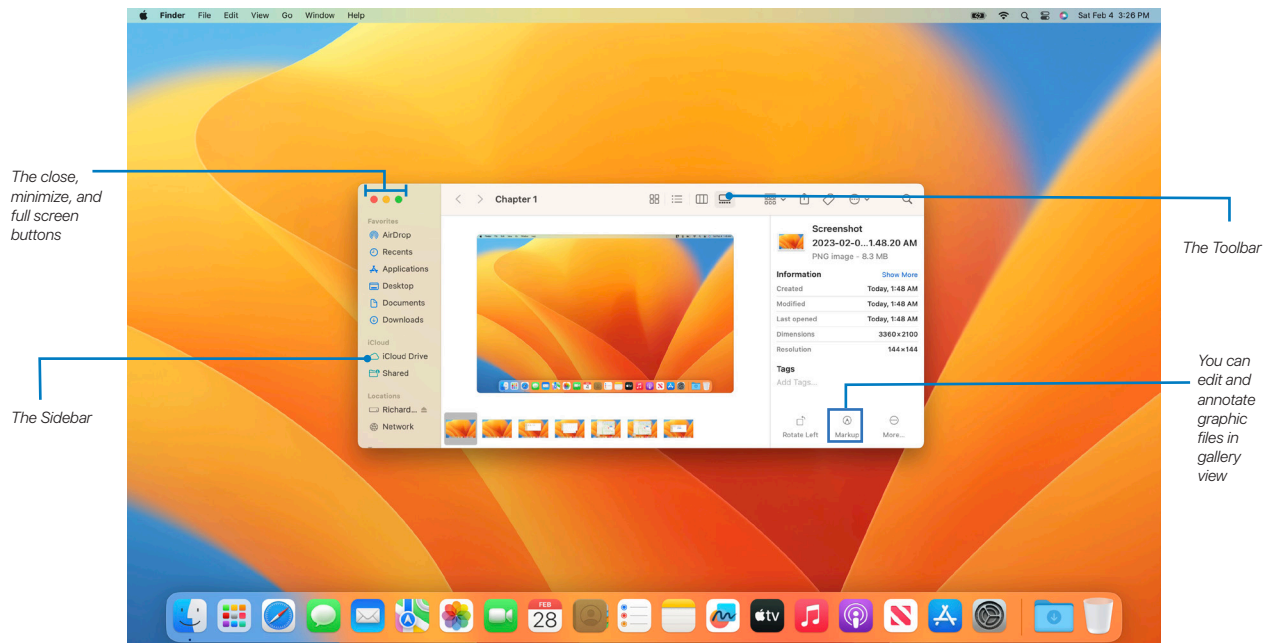 Finder File Edit View Go Window Help
Sat Feb 4 3:26 PM
The close,
minimize, and
full screen
buttons
The Sidebar
Chapter 1
Favorites
AirDrop
Recents
Applications
Desktop
Documents
Downloads
iCloud
iCloud Drive
Shared
Locations
Richard...
Network
Screenshot
2023-02-0...1.48.20 AM
PNG image - 8.3 MB
Information Show More
Created Today, 1:48 AM
Modified Today, 1:48 AM
Last opened Today, 1:48 AM
Dimensions 3360×2100
Resolution 144×144
Tags
Add Tags...
Rotate Left Markup More...
The Toolbar
You can
edit and
annotate
graphic
files in
gallery
view
FEB
28
tv